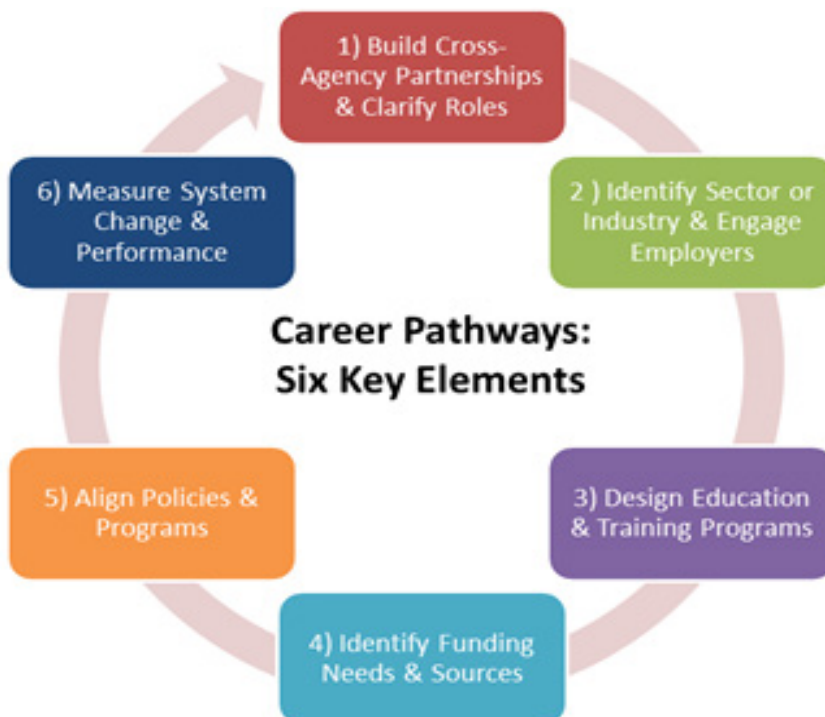 1) Build Cross-
Agency Partnerships
& Clarify Roles
2 ) Identify Sector or
Industry & Engage
Employers
3) Design Education
& Training Programs
4) Identify Funding
Needs & Sources
5) Align Policies &
Programs
6) Measure System
Change &
Performance
Career Pathways:
Six Key Elements